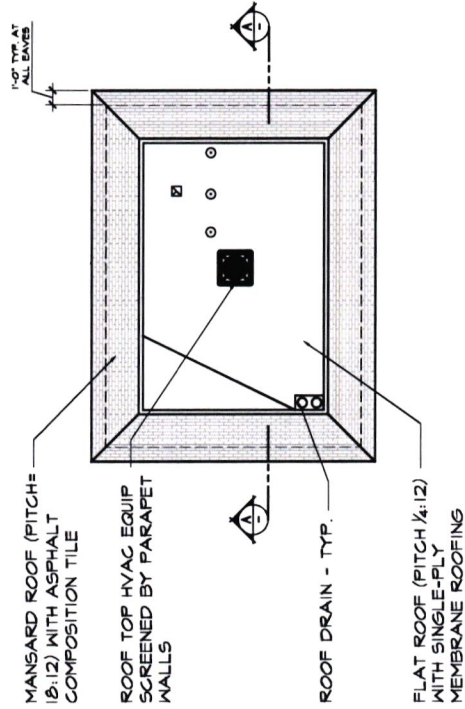 1'-0" TYP. AT
ALL EAVES
MANSARD ROOF (PITCH=
18:12) WITH ASPHALT
COMPOSITION TILE
ROOF TOP HVAC EQUIP
SCREENED BY PARAPET
WALLS
ROOF DRAIN - TYP.
FLAT ROOF (PITCH ¼:12)
WITH SINGLE-PLY
MEMBRANE ROOFING
A
-
A
-